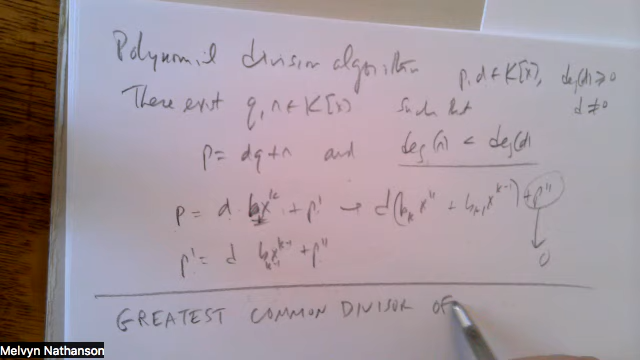 Polynomial division algorithm p, d ∈ K[x], deg(d) ≥ 0
There exist q, r ∈ K[x] such that d ≠ 0
p = dq + r and deg(r) < deg(d)
p = d · b x^k + p' → d(b_k x^k + b_{k-1} x^{k-1}) + p''
p' = d b_{k-1} x^{k-1} + p'' 0
GREATEST COMMON DIVISOR OF
Melvyn Nathanson